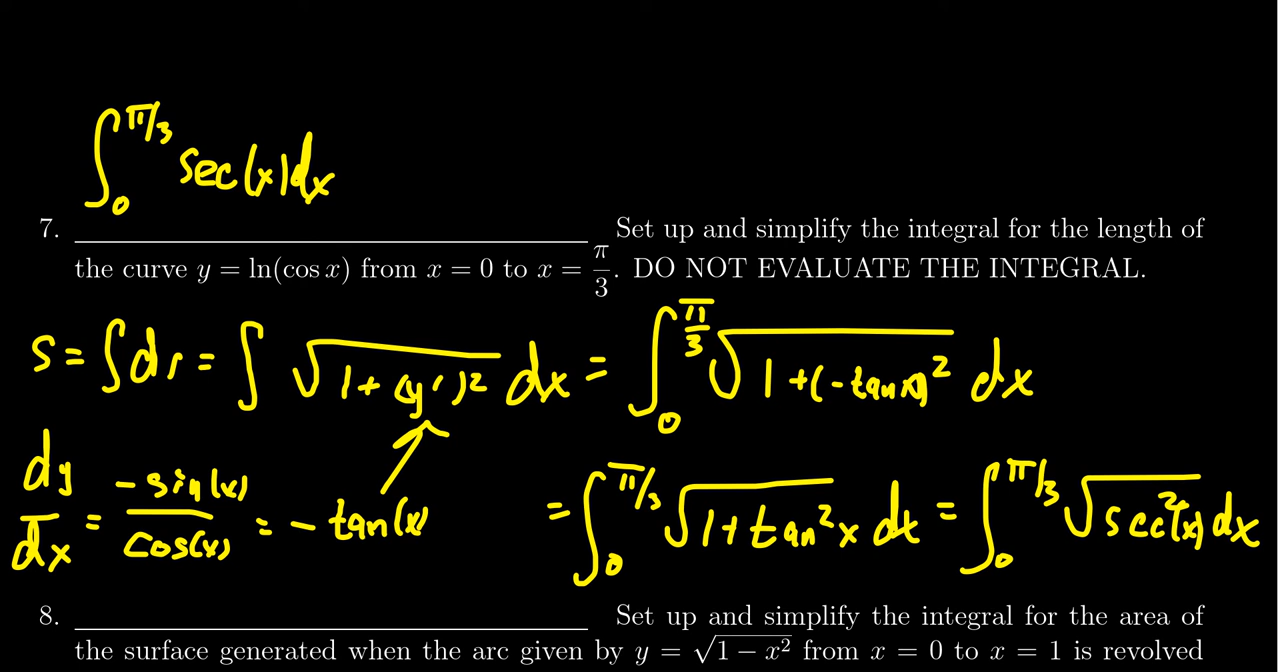 ∫₀^π/3 sec(x)dx
7. ____________________ Set up and simplify the integral for the length of
the curve y = ln(cos x) from x = 0 to x = π/3. DO NOT EVALUATE THE INTEGRAL.
s = ∫ds = ∫ √(1+(y')²) dx = ∫₀^π/3 √(1+(-tan x)²) dx
dy/dx = -sin(x)/cos(x) = -tan(x) = ∫₀^π/3 √(1+tan²x) dx = ∫₀^π/3 √(sec²(x)) dx
8. ____________________ Set up and simplify the integral for the area of
the surface generated when the arc given by y = √(1 − x²) from x = 0 to x = 1 is revolved